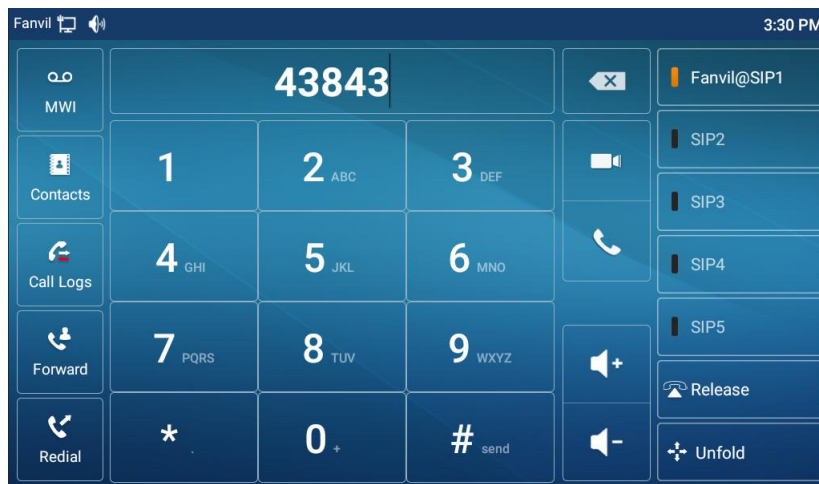 Fanvil 3:30 PM
43843
MWI
Contacts
Call Logs
Forward
Redial
1 2 ABC 3 DEF
4 GHI 5 JKL 6 MNO
7 PQRS 8 TUV 9 WXYZ
* . 0 + # send
+
-
Fanvil@SIP1
SIP2
SIP3
SIP4
SIP5
Release
Unfold